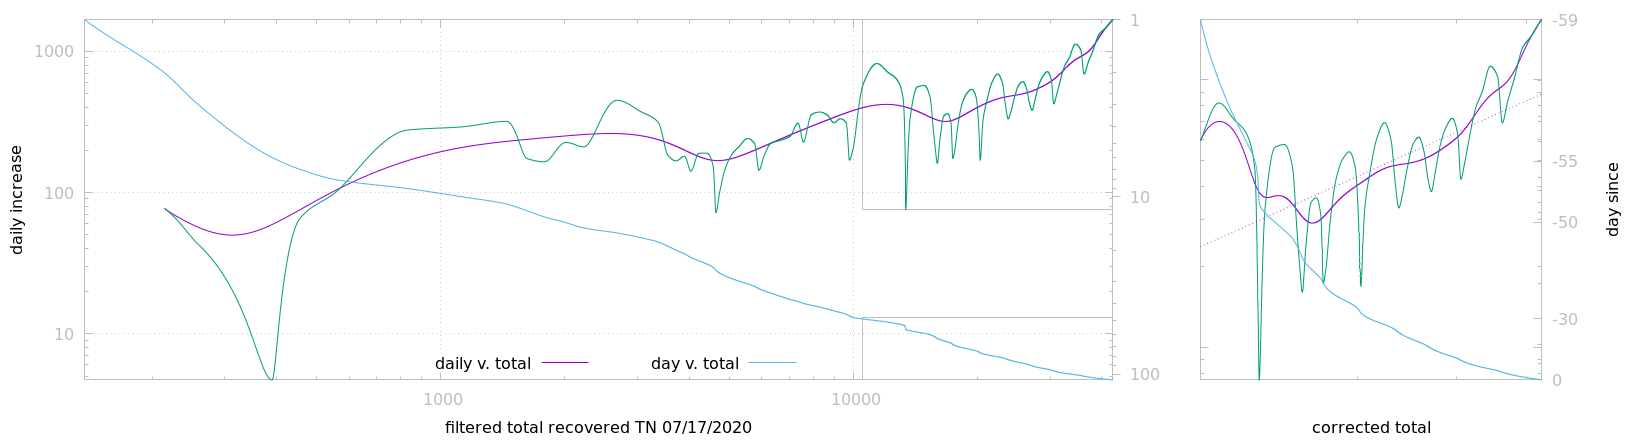 1000
100
10
daily increase
1000
10000
filtered total recovered TN 07/17/2020
daily v. total
day v. total
1
10
100
-59
-55
-50
-30
0
day since
corrected total